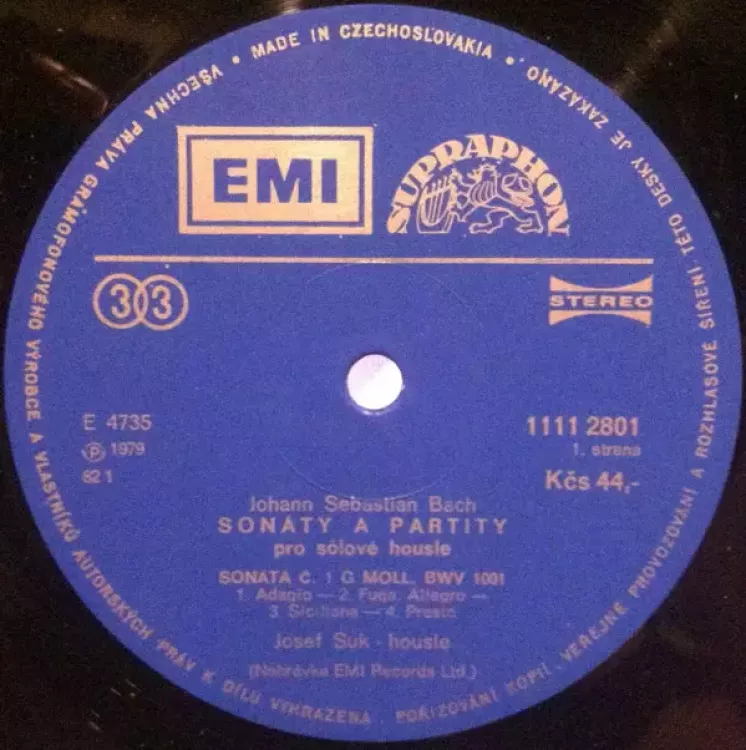 VŠECHNA PRÁVA GRAMOFONOVÉHO VÝROBCE A VLASTNÍKŮ AUTORSKÝCH PRÁV K DÍLU VYHRAZENA . POŘIZOVÁNÍ KOPIÍ, VEŘEJNÉ PROVOZOVÁNÍ A ROZHLASOVÉ ŠÍŘENÍ TÉTO DESKY JE ZAKÁZÁNO • MADE IN CZECHOSLOVAKIA •
EMI
SUPRAPHON
33
STEREO
E 4735
1111 2801
℗ 1979
1. strana
82 1
Kčs 44,-
Johann Sebastian Bach
SONÁTY A PARTITY
pro sólové housle
SONATA Č. 1 G MOLL, BWV 1001
1. Adagio — 2. Fuga. Allegro —
3. Siciliana — 4. Presto
Josef Suk - housle
(Nahrávka EMI Records Ltd.)